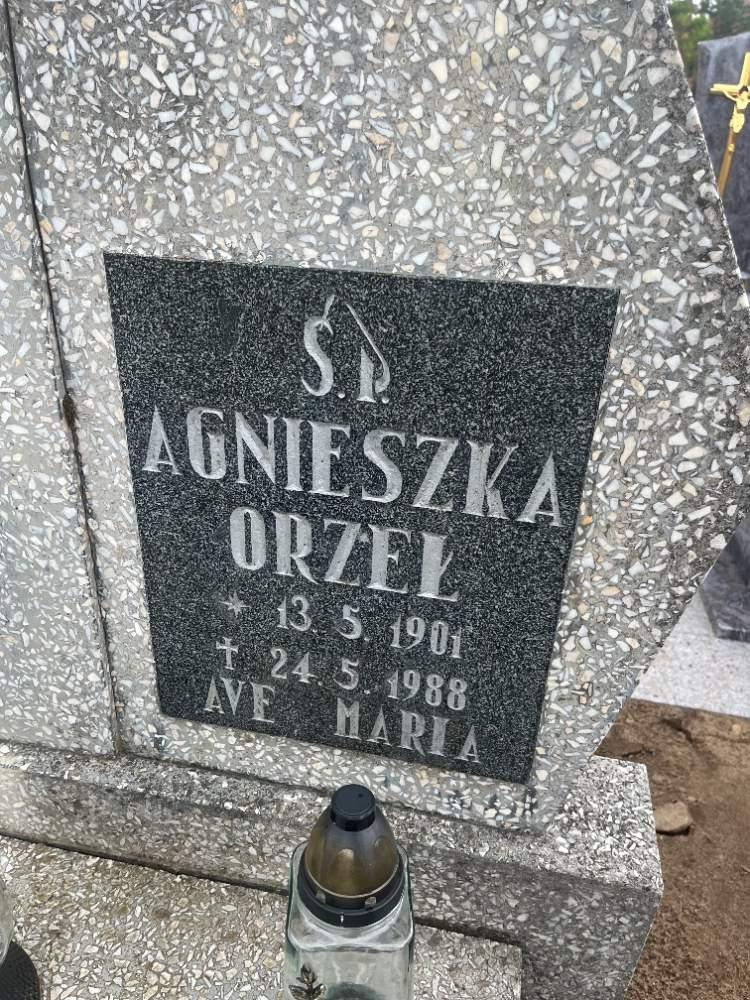 Ś.P.
AGNIESZKA
ORZEŁ
* 13. 5. 1901
✝ 24. 5. 1988
AVE MARIA